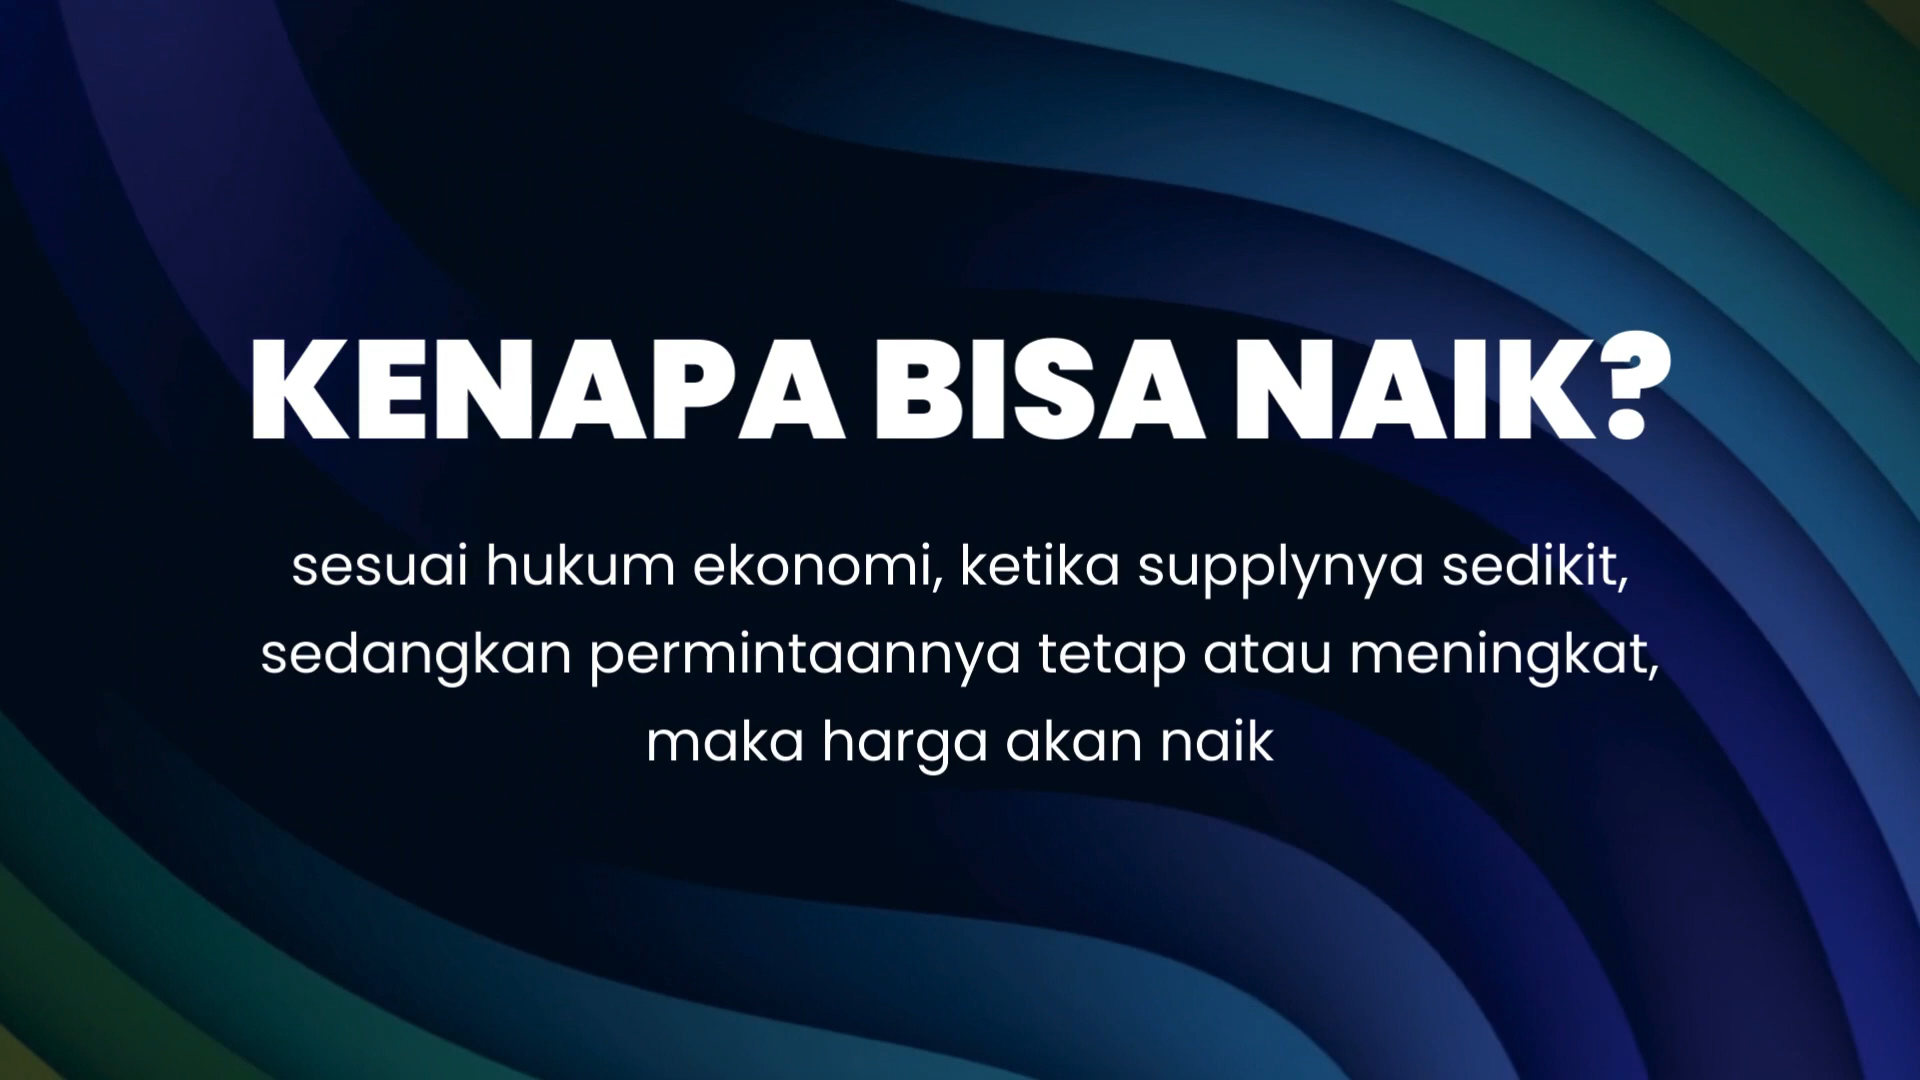 KENAPA BISA NAIK?
sesuai hukum ekonomi, ketika supplynya sedikit,
sedangkan permintaannya tetap atau meningkat,
maka harga akan naik